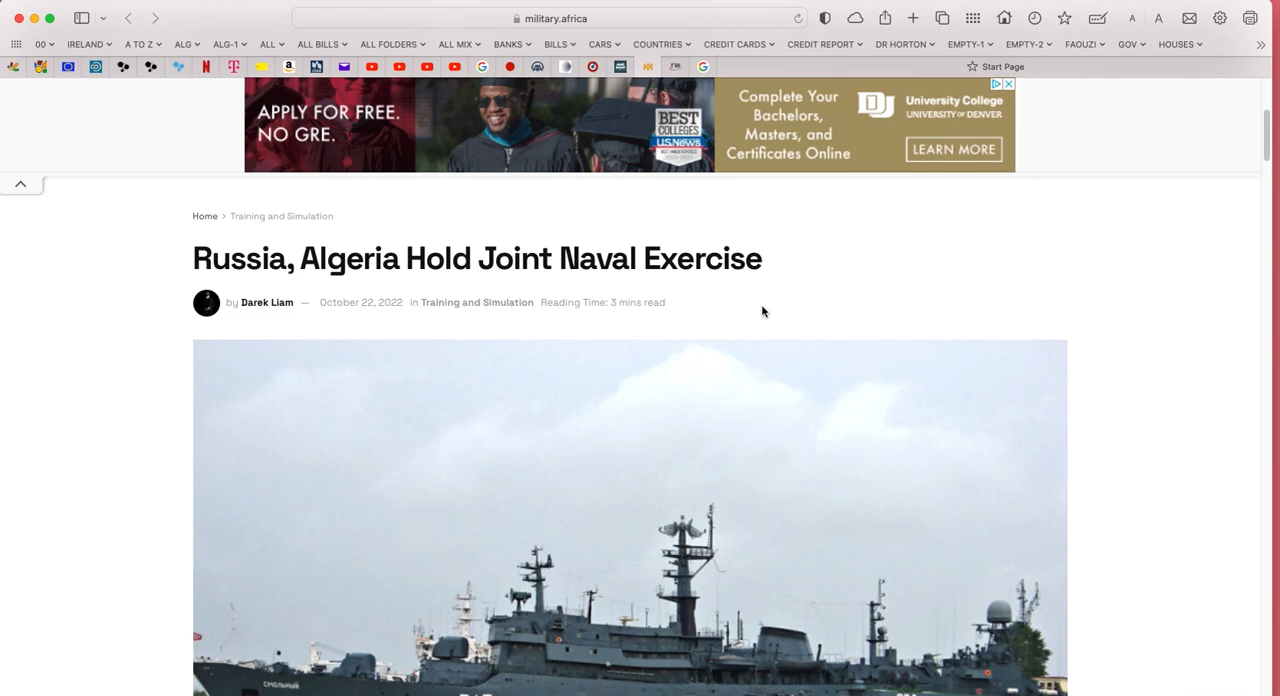 military.africa
A A
00 IRELAND A TO Z ALG ALG-1 ALL ALL BILLS ALL FOLDERS ALL MIX BANKS BILLS CARS COUNTRIES CREDIT CARDS CREDIT REPORT DR HORTON EMPTY-1 EMPTY-2 FAOUZI GOV HOUSES
Start Page
APPLY FOR FREE.
NO GRE.
BEST
COLLEGES
U.S.News
Complete Your
Bachelors,
Masters, and
Certificates Online
University College
UNIVERSITY OF DENVER
LEARN MORE
Home > Training and Simulation
Russia, Algeria Hold Joint Naval Exercise
by Darek Liam — October 22, 2022 in Training and Simulation Reading Time: 3 mins read
СМОЛЬНЫЙ